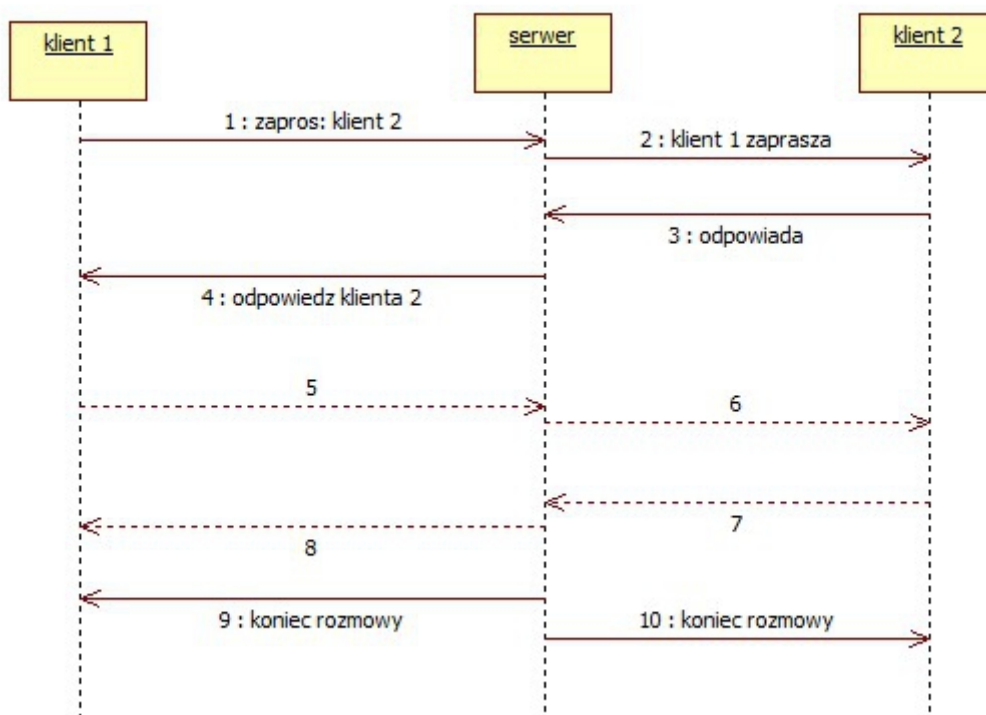 klient 1
serwer
klient 2
1 : zapros: klient 2
2 : klient 1 zaprasza
3 : odpowiada
4 : odpowiedz klienta 2
5
6
7
8
9 : koniec rozmowy
10 : koniec rozmowy